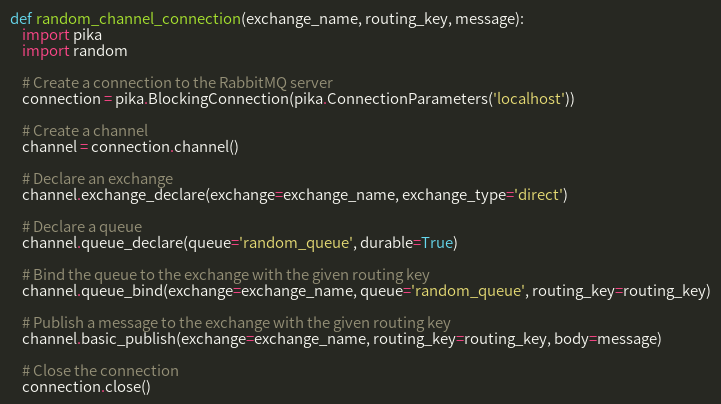 def random_channel_connection(exchange_name, routing_key, message):
import pika
import random
# Create a connection to the RabbitMQ server
connection = pika.BlockingConnection(pika.ConnectionParameters('localhost'))
# Create a channel
channel = connection.channel()
# Declare an exchange
channel.exchange_declare(exchange=exchange_name, exchange_type='direct')
# Declare a queue
channel.queue_declare(queue='random_queue', durable=True)
# Bind the queue to the exchange with the given routing key
channel.queue_bind(exchange=exchange_name, queue='random_queue', routing_key=routing_key)
# Publish a message to the exchange with the given routing key
channel.basic_publish(exchange=exchange_name, routing_key=routing_key, body=message)
# Close the connection
connection.close()